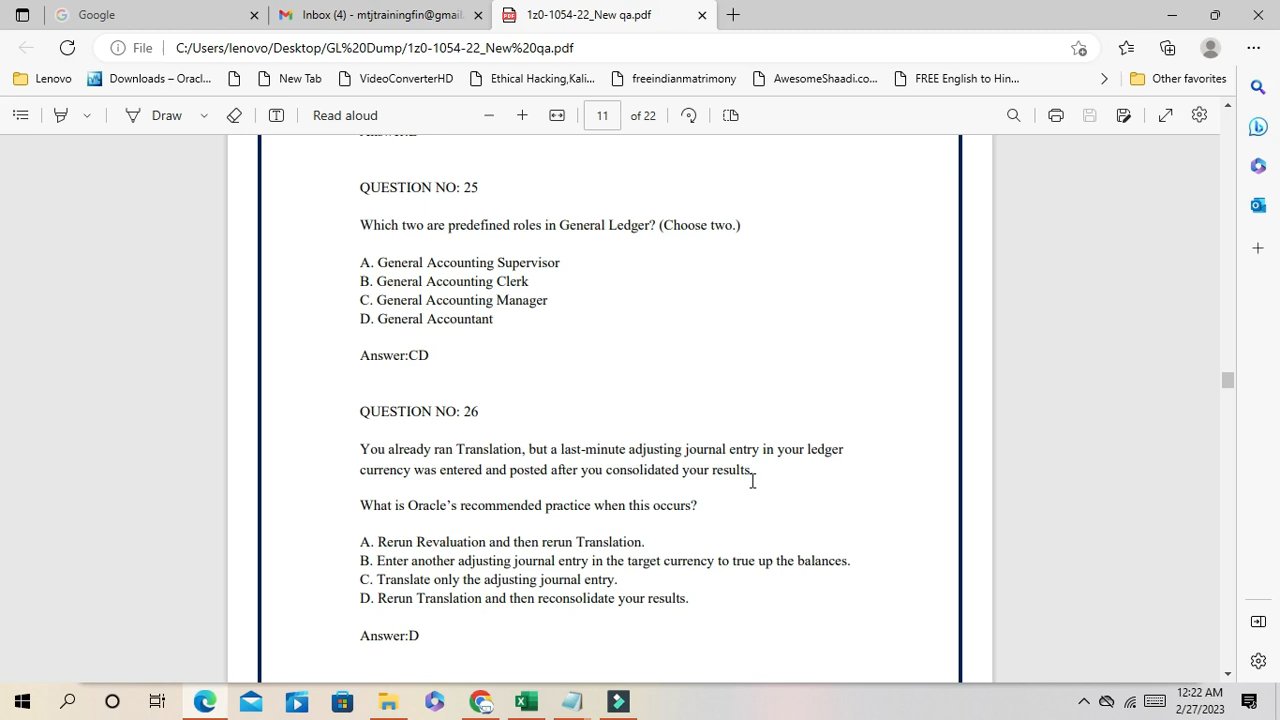 Google
Inbox (4) - mtjtrainingfin@gmail.
1z0-1054-22_New qa.pdf
File
C:/Users/lenovo/Desktop/GL%20Dump/1z0-1054-22_New%20qa.pdf
Lenovo
Downloads – Oracl...
New Tab
VideoConverterHD
Ethical Hacking,Kali...
freeindianmatrimony
AwesomeShaadi.co...
FREE English to Hin...
Other favorites
Draw
Read aloud
11 of 22
QUESTION NO: 25
Which two are predefined roles in General Ledger? (Choose two.)
A. General Accounting Supervisor
B. General Accounting Clerk
C. General Accounting Manager
D. General Accountant
Answer:CD
QUESTION NO: 26
You already ran Translation, but a last-minute adjusting journal entry in your ledger
currency was entered and posted after you consolidated your results.
What is Oracle’s recommended practice when this occurs?
A. Rerun Revaluation and then rerun Translation.
B. Enter another adjusting journal entry in the target currency to true up the balances.
C. Translate only the adjusting journal entry.
D. Rerun Translation and then reconsolidate your results.
Answer:D
12:22 AM
2/27/2023